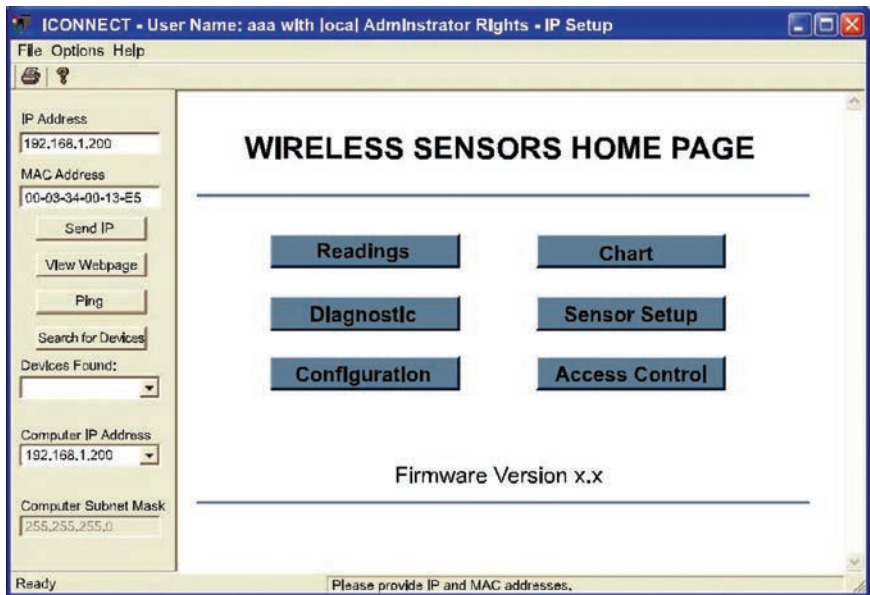 ICONNECT - User Name: aaa with local Adminstrator Rights - IP Setup
File Options Help
IP Address
192.168.1.200
MAC Address
00-03-34-00-13-E5
Send IP
View Webpage
Ping
Search for Devices
Devices Found:
Computer IP Address
192.168.1.200
Computer Subnet Mask
255.255.255.0
WIRELESS SENSORS HOME PAGE
Readings
Chart
Diagnostic
Sensor Setup
Configuration
Access Control
Firmware Version x.x
Ready
Please provide IP and MAC addresses.